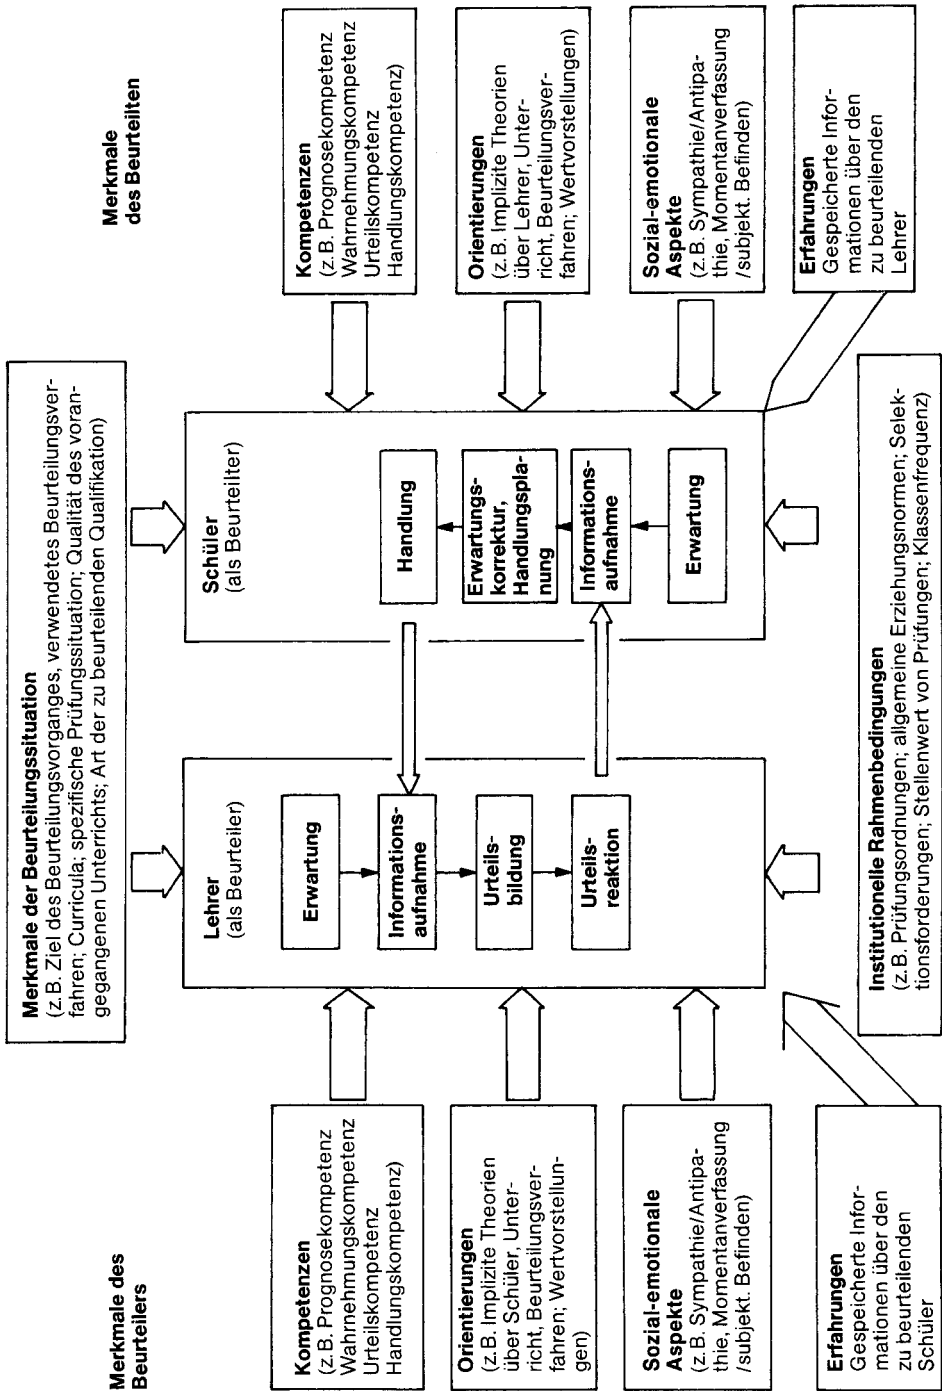 Merkmale des
Beurteilers
Kompetenzen
(z.B. Prognosekompetenz
Wahrnehmungskompetenz
Urteilskompetenz
Handlungskompetenz)
Orientierungen
(z.B. Implizite Theorien
über Schüler, Unter-
richt, Beurteilungsver-
fahren; Wertvorstellun-
gen)
Sozial-emotionale
Aspekte
(z.B. Sympathie/Antipa-
thie, Momentanverfassung
/subjekt. Befinden)
Erfahrungen
Gespeicherte Infor-
mationen über den
zu beurteilenden
Schüler
Merkmale der Beurteilungssituation
(z.B. Ziel des Beurteilungsvorganges, verwendetes Beurteilungsver-
fahren; Curricula; spezifische Prüfungssituation; Qualität des voran-
gegangenen Unterrichts; Art der zu beurteilenden Qualifikation)
Lehrer
(als Beurteiler)
Erwartung
Informations-
aufnahme
Urteils-
bildung
Urteils-
reaktion
Schüler
(als Beurteilter)
Handlung
Erwartungs-
korrektur,
Handlungspla-
nung
Informations-
aufnahme
Erwartung
Institutionelle Rahmenbedingungen
(z.B. Prüfungsordnungen; allgemeine Erziehungsnormen; Selek-
tionsforderungen; Stellenwert von Prüfungen; Klassenfrequenz)
Merkmale
des Beurteilten
Kompetenzen
(z.B. Prognosekompetenz
Wahrnehmungskompetenz
Urteilskompetenz
Handlungskompetenz)
Orientierungen
(z.B. Implizite Theorien
über Lehrer, Unter-
richt, Beurteilungsver-
fahren; Wertvorstellungen)
Sozial-emotionale
Aspekte
(z.B. Sympathie/Antipa-
thie, Momentanverfassung
/subjekt. Befinden)
Erfahrungen
Gespeicherte Infor-
mationen über den
zu beurteilenden
Lehrer